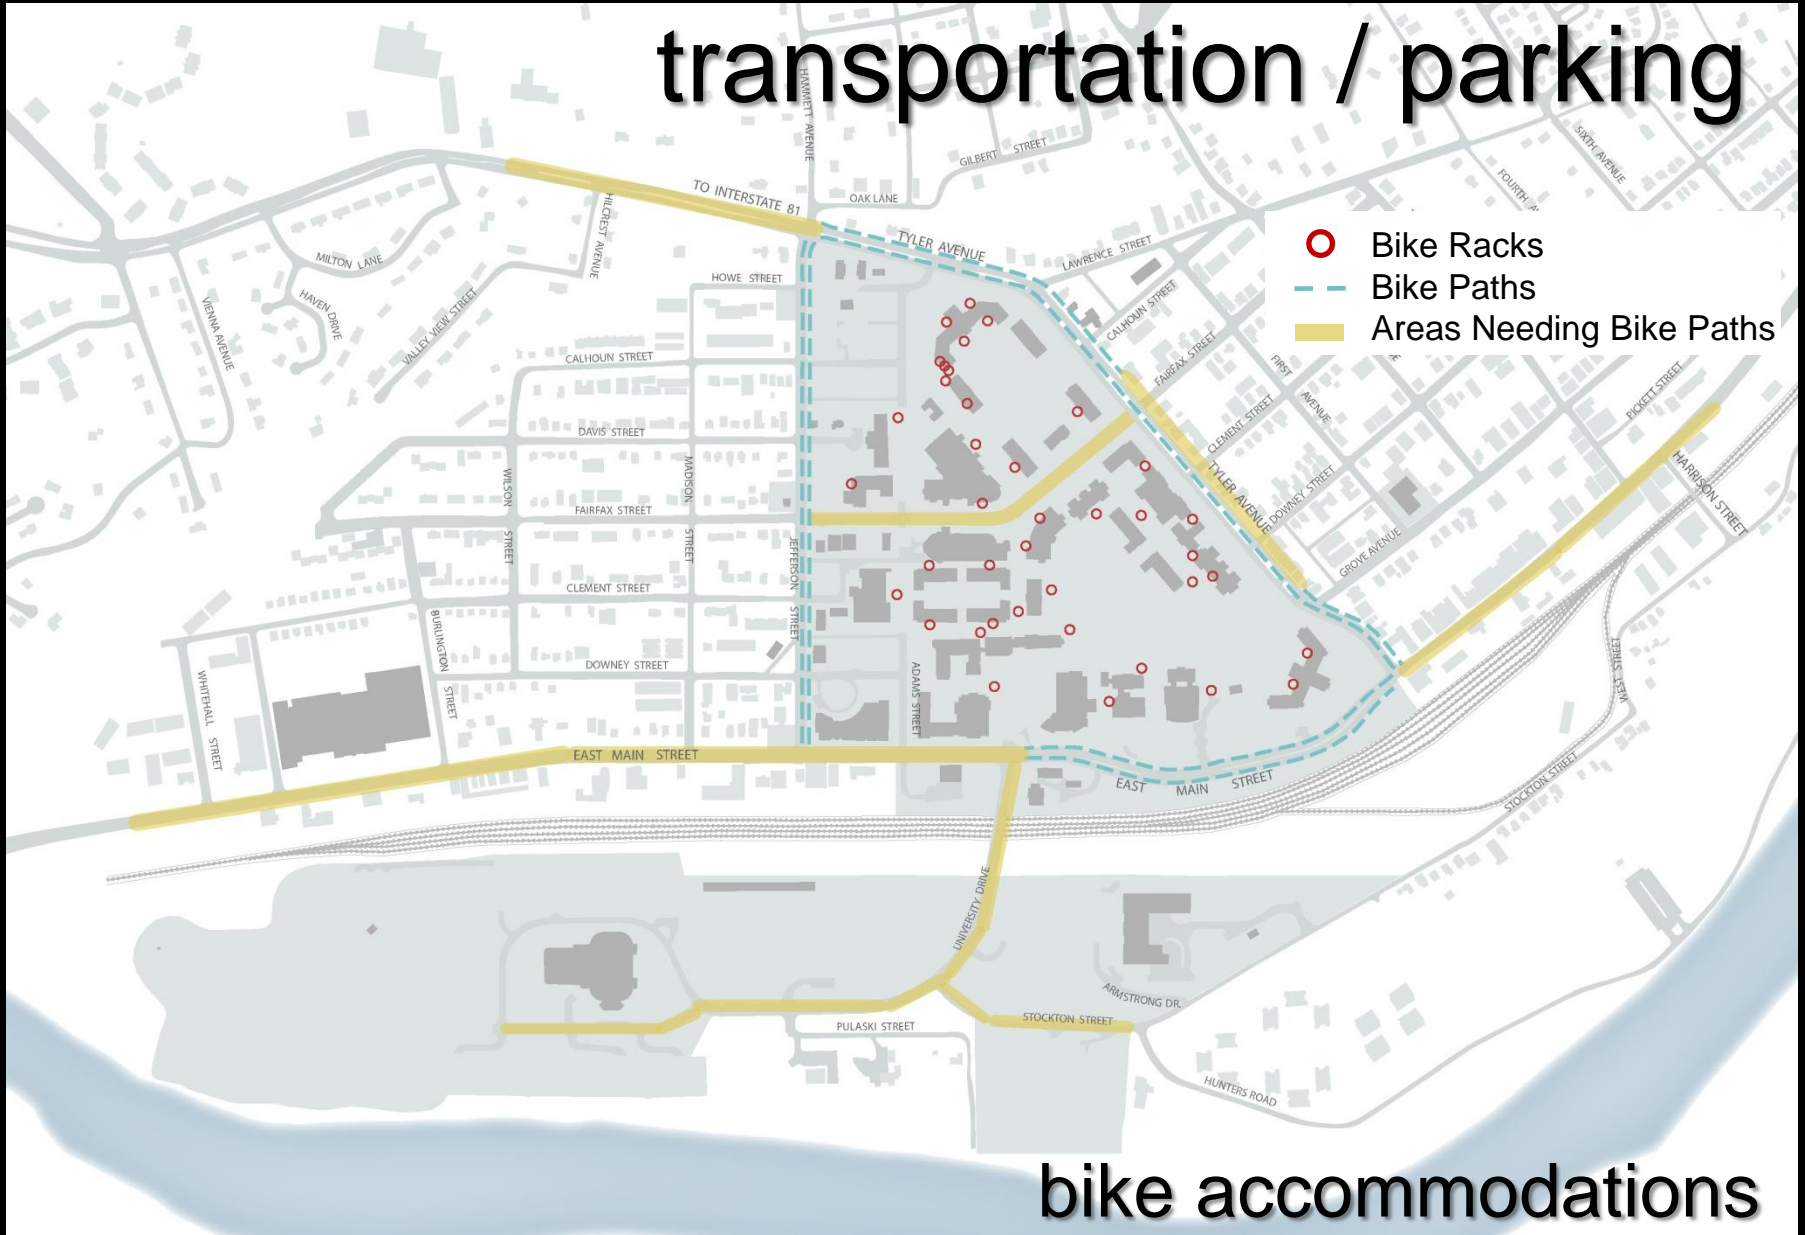 transportation / parking
HAMMETT AVENUE
GILBERT STREET
SIXTH AVENUE
FOURTH
TO INTERSTATE 81
OAK LANE
HILCREST AVENUE
TYLER AVENUE
LAWRENCE STREET
Bike Racks
Bike Paths
Areas Needing Bike Paths
MILTON LANE
HOWE STREET
VIENNA AVENUE
HAVEN DRIVE
VALLEY VIEW STREET
CALHOUN STREET
CALHOUN STREET
FAIRFAX STREET
FIRST AVENUE
PICKETT STREET
DAVIS STREET
CLEMENT STREET
WILSON STREET
MADISON STREET
TYLER AVENUE
DOWNEY STREET
HARRISON STREET
FAIRFAX STREET
JEFFERSON STREET
GROVE AVENUE
CLEMENT STREET
BURLINGTON STREET
WEST STREET
DOWNEY STREET
ADAMS STREET
WHITEHALL STREET
EAST MAIN STREET
EAST MAIN STREET
STOCKTON STREET
UNIVERSITY DRIVE
ARMSTRONG DR.
PULASKI STREET
STOCKTON STREET
HUNTERS ROAD
bike accommodations